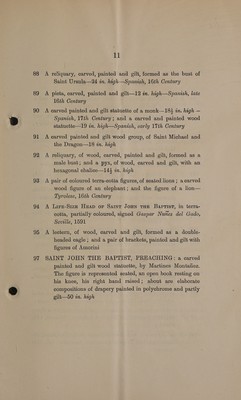 11
88 A reliquary, carved, painted and gilt, formed as the bust of
Saint Ursula—34 in. high—Spanish, 16th Century
89 A pieta, carved, painted and gilt—13 in. high—Spanish, late
16th Century
90 A carved painted and gilt statuette of a monk—18½ in. high—
Spanish, 17th Century; and a carved and painted wood
statuette—19 in. high—Spanish, early 17th Century
91 A carved painted and gilt wood group, of Saint Michael and
the Dragon—18 in. high
92 A reliquary, of wood, carved, painted and gilt, formed as a
male bust; and a pyx, of wood, carved and gilt, with an
hexagonal chalice—14½ in. high
93 A pair of coloured terra-cotta figures, of seated lions; a carved
wood figure of an elephant; and the figure of a lion—
Tyrolese, 16th Century
94 A Life-Size Head of Saint John the Baptist, in terra-
cotta, partially coloured, signed Gaspar Nuñez del Gado,
Seville, 1591
95 A lectern, of wood, carved and gilt, formed as a double-
headed eagle; and a pair of brackets, painted and gilt with
figures of Amorini
97 SAINT JOHN THE BAPTIST, PREACHING: a carved
painted and gilt wood statuette, by Martinez Montañes.
The figure is represented seated, an open book resting on
his knee, his right hand raised; about are elaborate
compositions of drapery painted in polychrome and partly
gilt—50 in. high